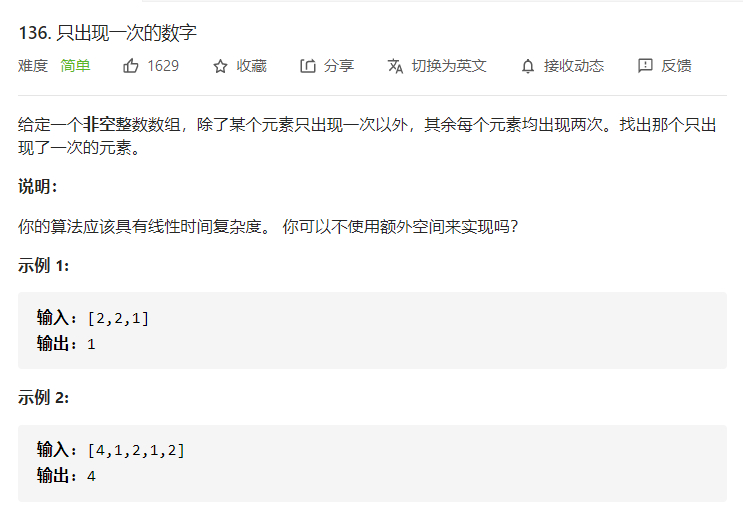 136. 只出现一次的数字
难度 简单 1629 收藏 分享 切换为英文 接收动态 反馈
给定一个非空整数数组，除了某个元素只出现一次以外，其余每个元素均出现两次。找出那个只出
现了一次的元素。
说明：
你的算法应该具有线性时间复杂度。 你可以不使用额外空间来实现吗？
示例 1:
输入: [2,2,1]
输出: 1
示例 2:
输入: [4,1,2,1,2]
输出: 4